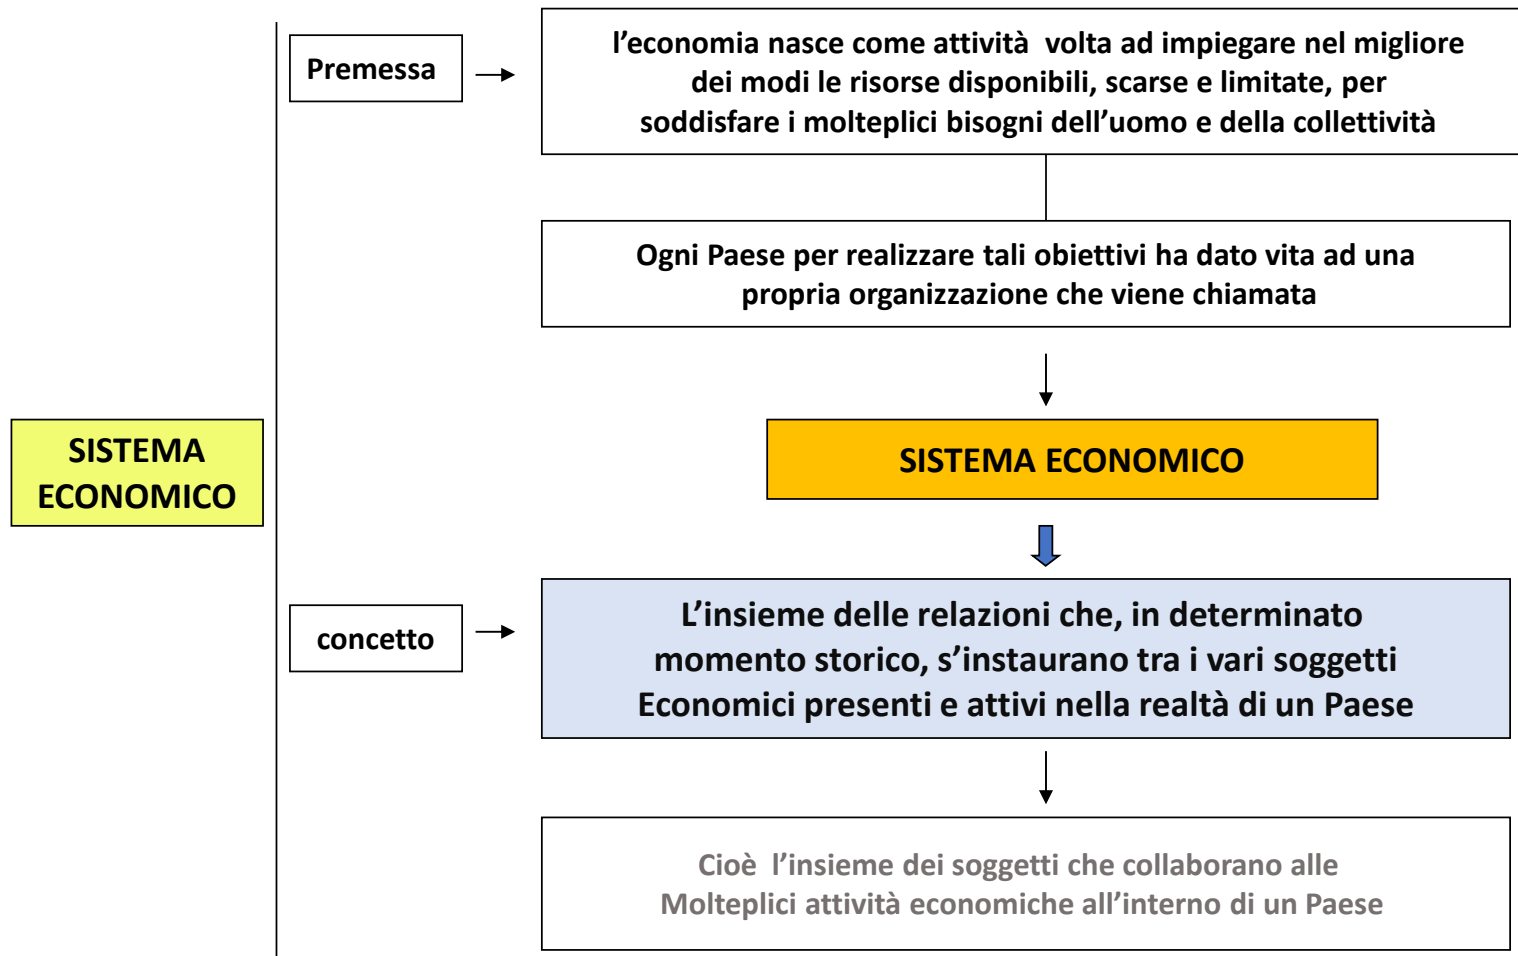 Premessa
l’economia nasce come attività  volta ad impiegare nel migliore
dei modi le risorse disponibili, scarse e limitate, per
soddisfare i molteplici bisogni dell’uomo e della collettività
Ogni Paese per realizzare tali obiettivi ha dato vita ad una
propria organizzazione che viene chiamata
SISTEMA
ECONOMICO
SISTEMA ECONOMICO
concetto
L’insieme delle relazioni che, in determinato
momento storico, s’instaurano tra i vari soggetti
Economici presenti e attivi nella realtà di un Paese
Cioè  l’insieme dei soggetti che collaborano alle
Molteplici attività economiche all’interno di un Paese